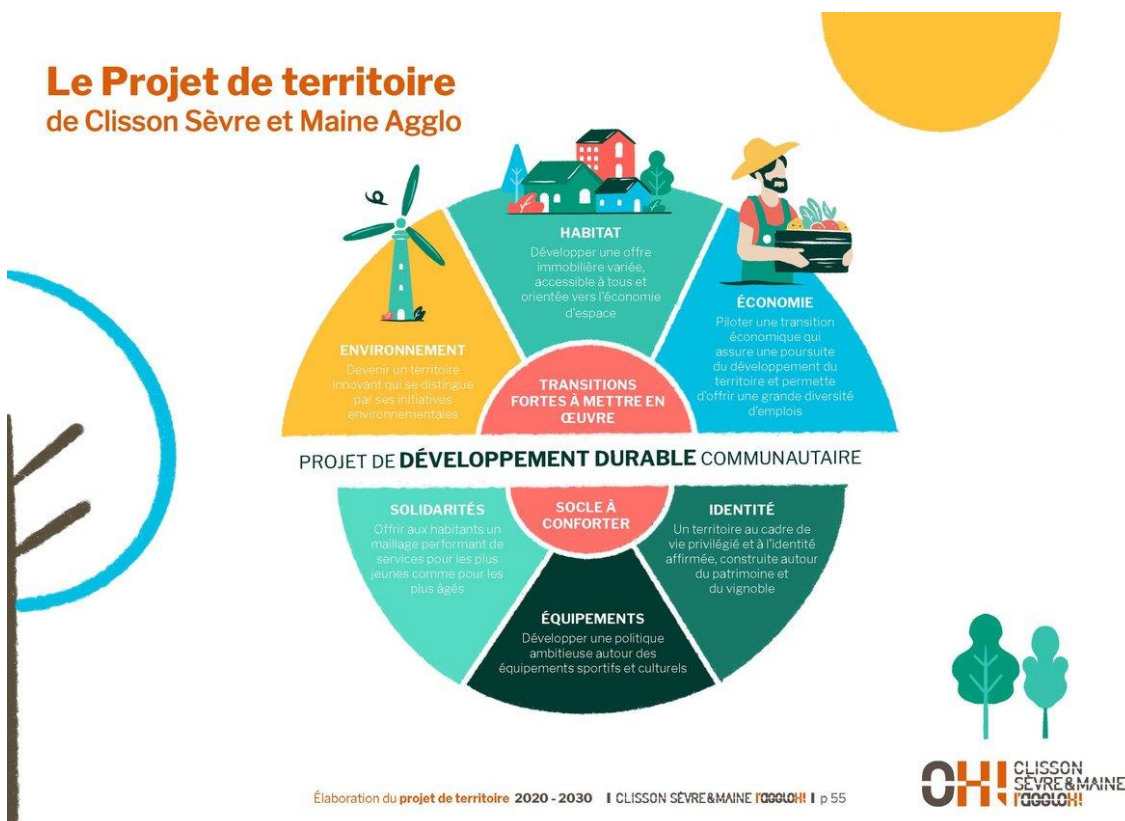 Le Projet de territoire
de Clisson Sèvre et Maine Agglo
HABITAT
Développer une offre
immobilière variée,
accessible à tous et
orientée vers l'économie
d'espace
ÉCONOMIE
Piloter une transition
économique qui
assure une poursuite
du développement du
territoire et permette
d'offrir une grande diversité
d'emplois
ENVIRONNEMENT
Devenir un territoire
innovant qui se distingue
par ses initiatives
environnementales
TRANSITIONS
FORTES À METTRE EN
ŒUVRE
PROJET DE DÉVELOPPEMENT DURABLE COMMUNAUTAIRE
SOLIDARITÉS
Offrir aux habitants un
maillage performant de
services pour les plus
jeunes comme pour les
plus âgés
SOCLE À
CONFORTER
IDENTITÉ
Un territoire au cadre de
vie privilégié et à l'identité
affirmée, construite autour
du patrimoine et
du vignoble
ÉQUIPEMENTS
Développer une politique
ambitieuse autour des
équipements sportifs et culturels
Élaboration du projet de territoire 2020 - 2030 I CLISSON SÈVRE&MAINE l'aggloH! I p 55
OH! CLISSON
SÈVRE&MAINE
l'aggloH!